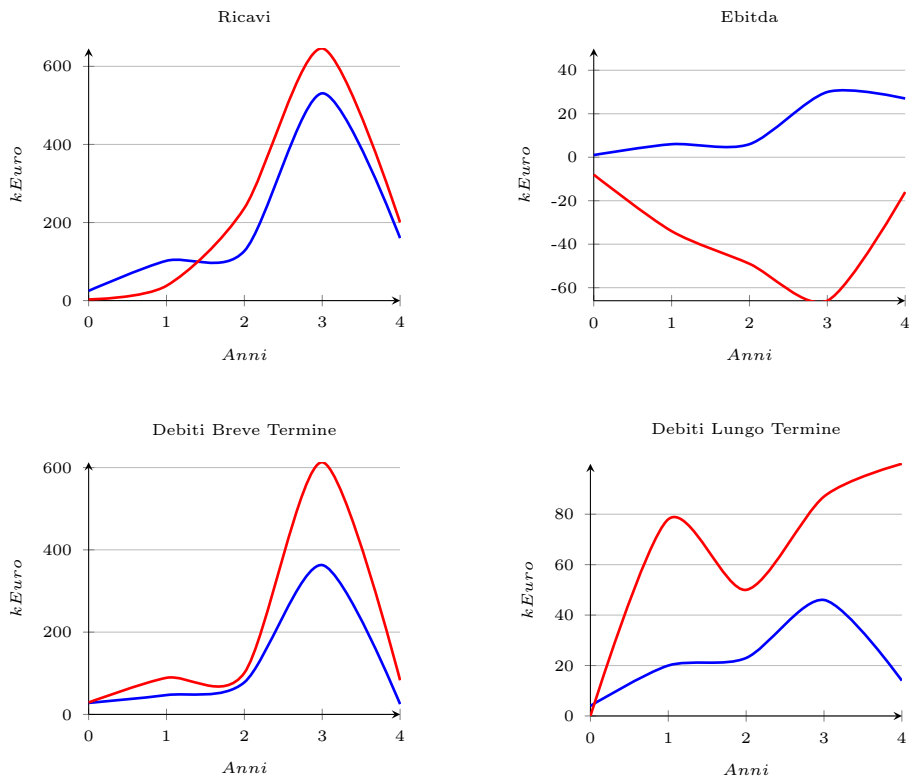 Ricavi
600
400
200
0
kEuro
0 1 2 3 4
Anni
Ebitda
40
20
0
-20
-40
-60
kEuro
0 1 2 3 4
Anni
Debiti Breve Termine
600
400
200
0
kEuro
0 1 2 3 4
Anni
Debiti Lungo Termine
80
60
40
20
0
kEuro
0 1 2 3 4
Anni